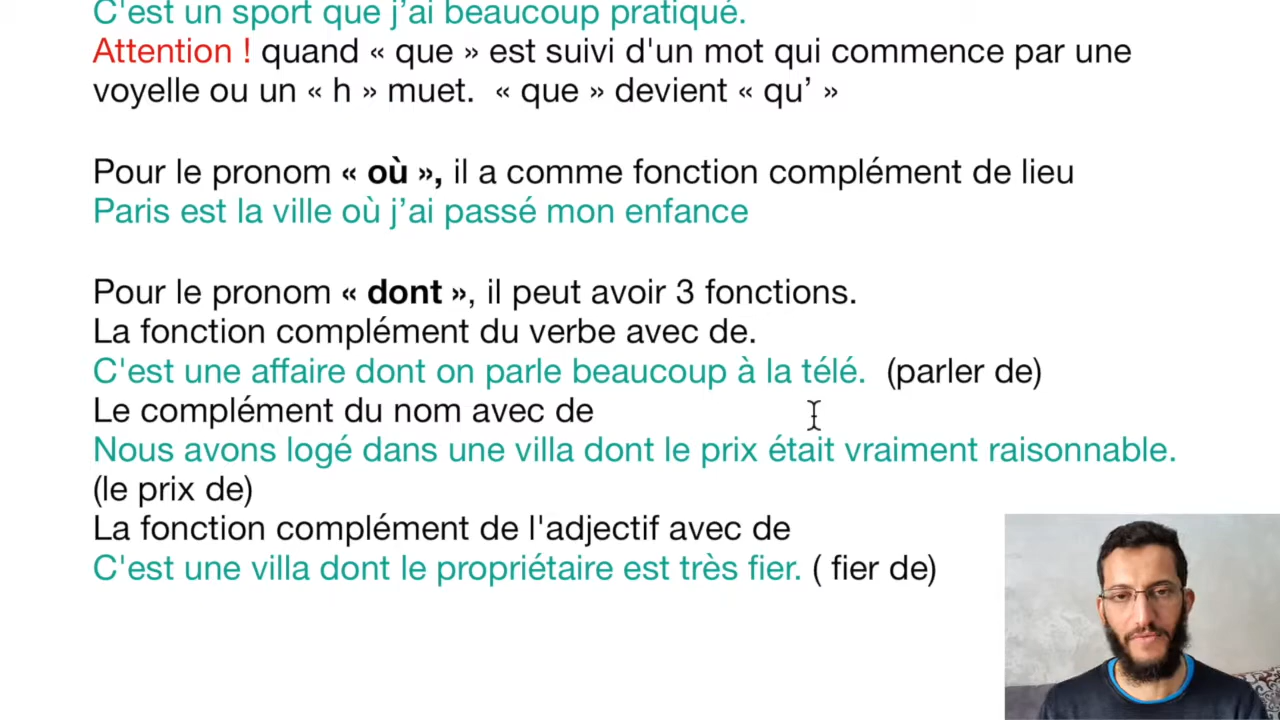 C'est un sport que j'ai beaucoup pratiqué.
Attention ! quand « que » est suivi d'un mot qui commence par une
voyelle ou un « h » muet.  « que » devient « qu’ »
Pour le pronom « où », il a comme fonction complément de lieu
Paris est la ville où j’ai passé mon enfance
Pour le pronom « dont », il peut avoir 3 fonctions.
La fonction complément du verbe avec de.
C'est une affaire dont on parle beaucoup à la télé.  (parler de)
Le complément du nom avec de
Nous avons logé dans une villa dont le prix était vraiment raisonnable.
(le prix de)
La fonction complément de l'adjectif avec de
C'est une villa dont le propriétaire est très fier. ( fier de)